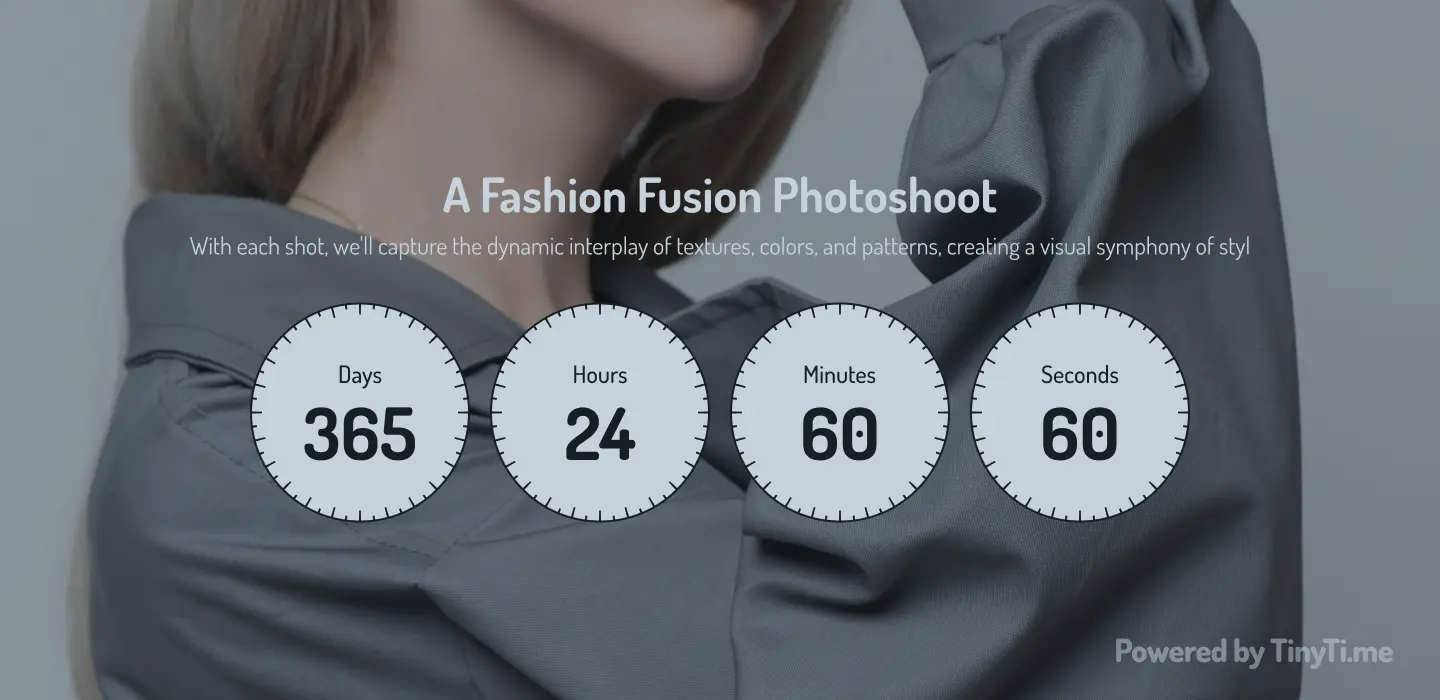 A Fashion Fusion Photoshoot
With each shot, we'll capture the dynamic interplay of textures, colors, and patterns, creating a visual symphony of styl
Days Hours Minutes Seconds
365 24 60 60
Powered by TinyTi.me